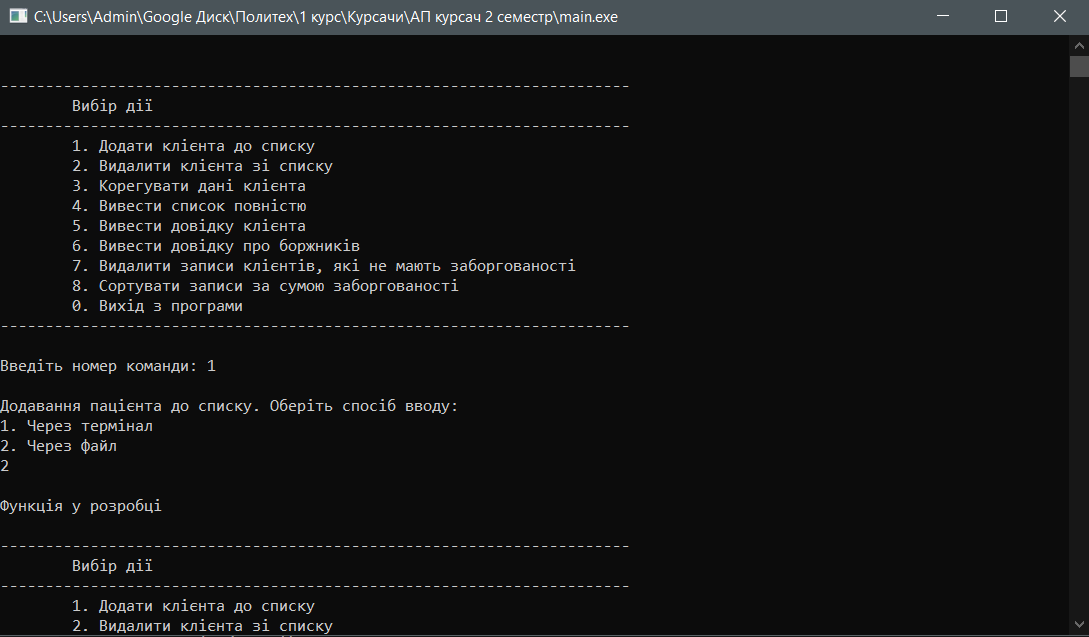 C:\Users\Admin\Google Диск\Политех\1 курс\Курсачи\АП курсач 2 семестр\main.exe
----------------------------------------------------------------------
Вибір дії
----------------------------------------------------------------------
1. Додати клієнта до списку
2. Видалити клієнта зі списку
3. Корегувати дані клієнта
4. Вивести список повністю
5. Вивести довідку клієнта
6. Вивести довідку про боржників
7. Видалити записи клієнтів, які не мають заборгованості
8. Сортувати записи за сумою заборгованості
0. Вихід з програми
----------------------------------------------------------------------
Введіть номер команди: 1
Додавання пацієнта до списку. Оберіть спосіб вводу:
1. Через термінал
2. Через файл
2
Функція у розробці
----------------------------------------------------------------------
Вибір дії
----------------------------------------------------------------------
1. Додати клієнта до списку
2. Видалити клієнта зі списку